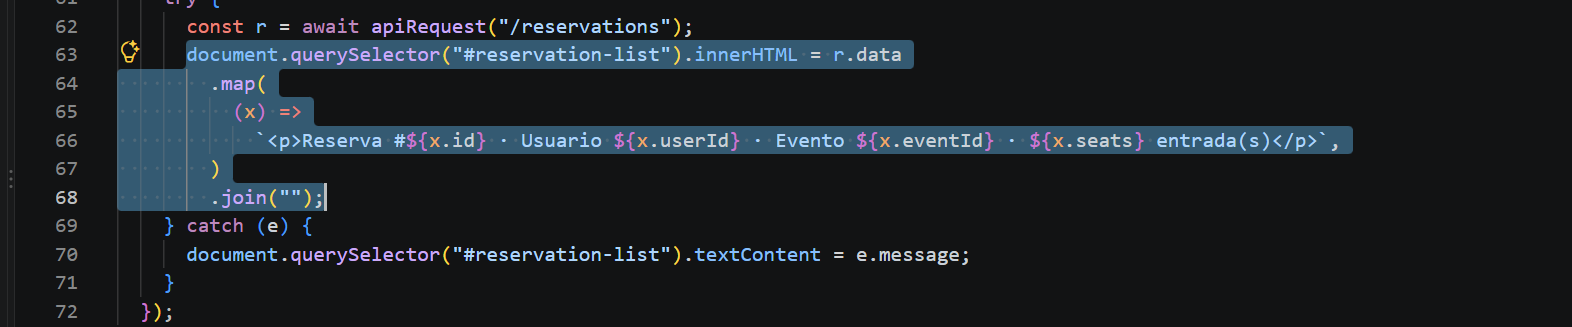 61 try {
62 const r = await apiRequest("/reservations");
63 document.querySelector("#reservation-list").innerHTML = r.data
64 .map(
65 (x) =>
66 `<p>Reserva #${x.id} · Usuario ${x.userId} · Evento ${x.eventId} · ${x.seats} entrada(s)</p>`,
67 )
68 .join("");
69 } catch (e) {
70 document.querySelector("#reservation-list").textContent = e.message;
71 }
72 });